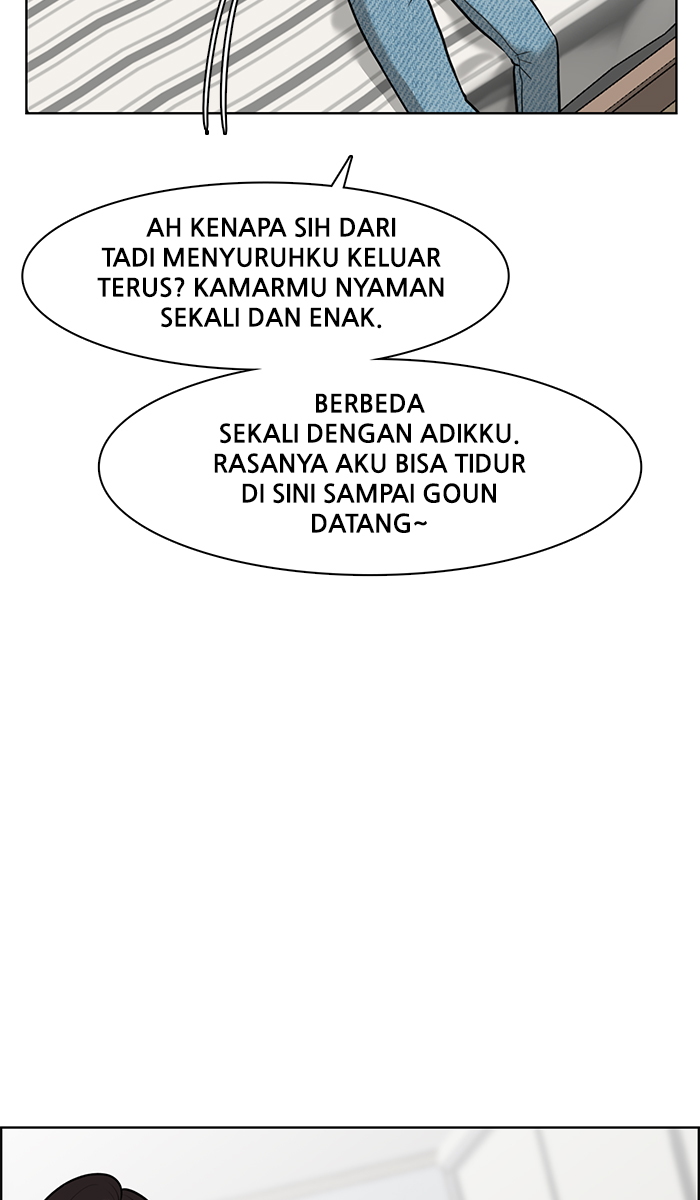 AH KENAPA SIH DARI
TADI MENYURUHKU KELUAR
TERUS? KAMARMU NYAMAN
SEKALI DAN ENAK.
BERBEDA
SEKALI DENGAN ADIKKU.
RASANYA AKU BISA TIDUR
DI SINI SAMPAI GOUN
DATANG~